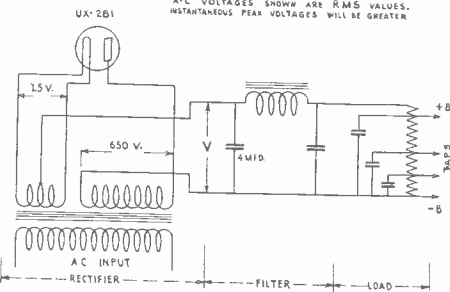 A-C VOLTAGES SHOWN ARE RMS VALUES.
INSTANTANEOUS PEAK VOLTAGES WILL BE GREATER
UX-281
7.5 V.
650 V.
V
4 MFD.
+B
TAPS
-B
AC INPUT
RECTIFIER
FILTER
LOAD